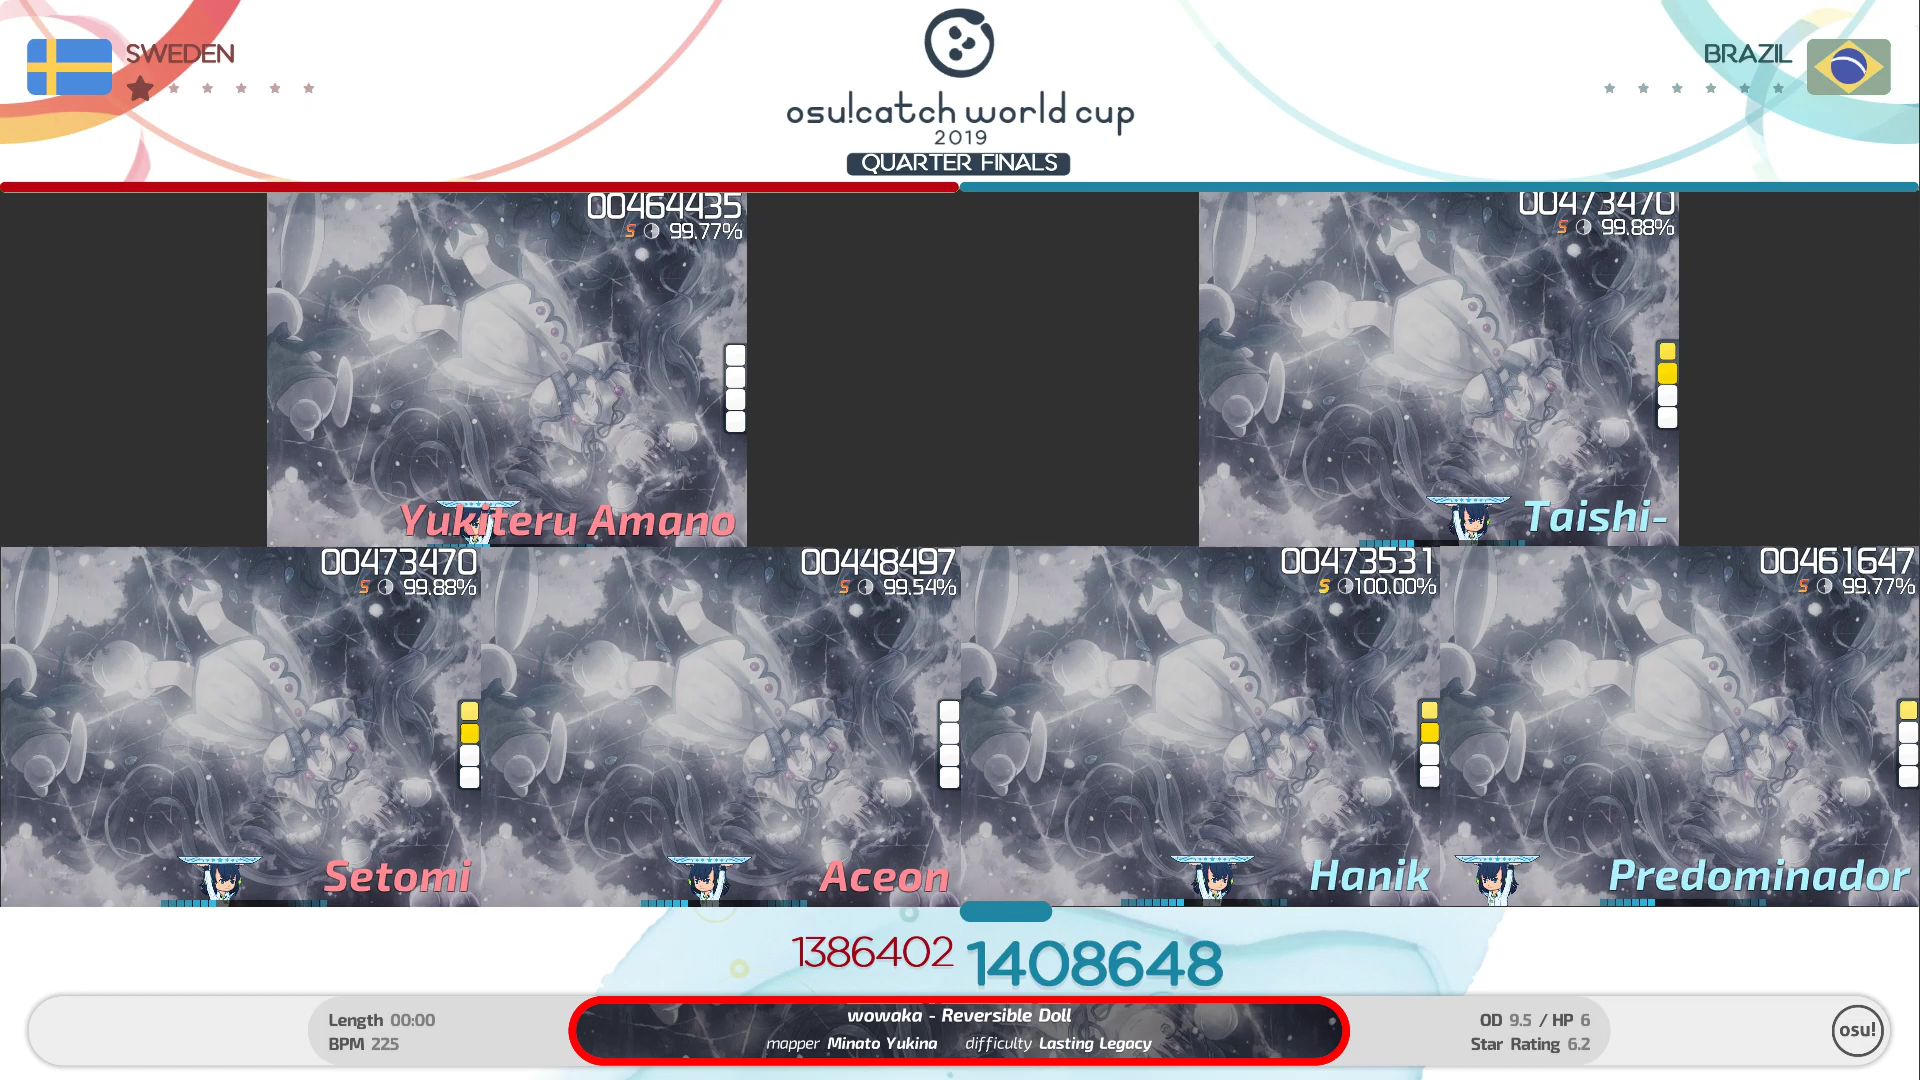 SWEDEN
BRAZIL
osu!catch world cup
2019
QUARTER FINALS
00464435
S 99.77%
Yukiteru Amano
00473470
S 99.88%
Taishi-
00473470
S 99.88%
Setomi
00448497
S 99.54%
Aceon
00473531
S 100.00%
Hanik
00461647
S 99.77%
Predominador
1386402 1408648
Length 00:00
BPM 225
wowaka - Reversible Doll
mapper Minato Yukina difficulty Lasting Legacy
OD 9.5 / HP 6
Star Rating 6.2
osu!